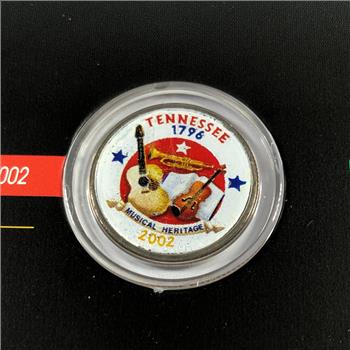 TENNESSEE
1796
MUSICAL HERITAGE
2002
002